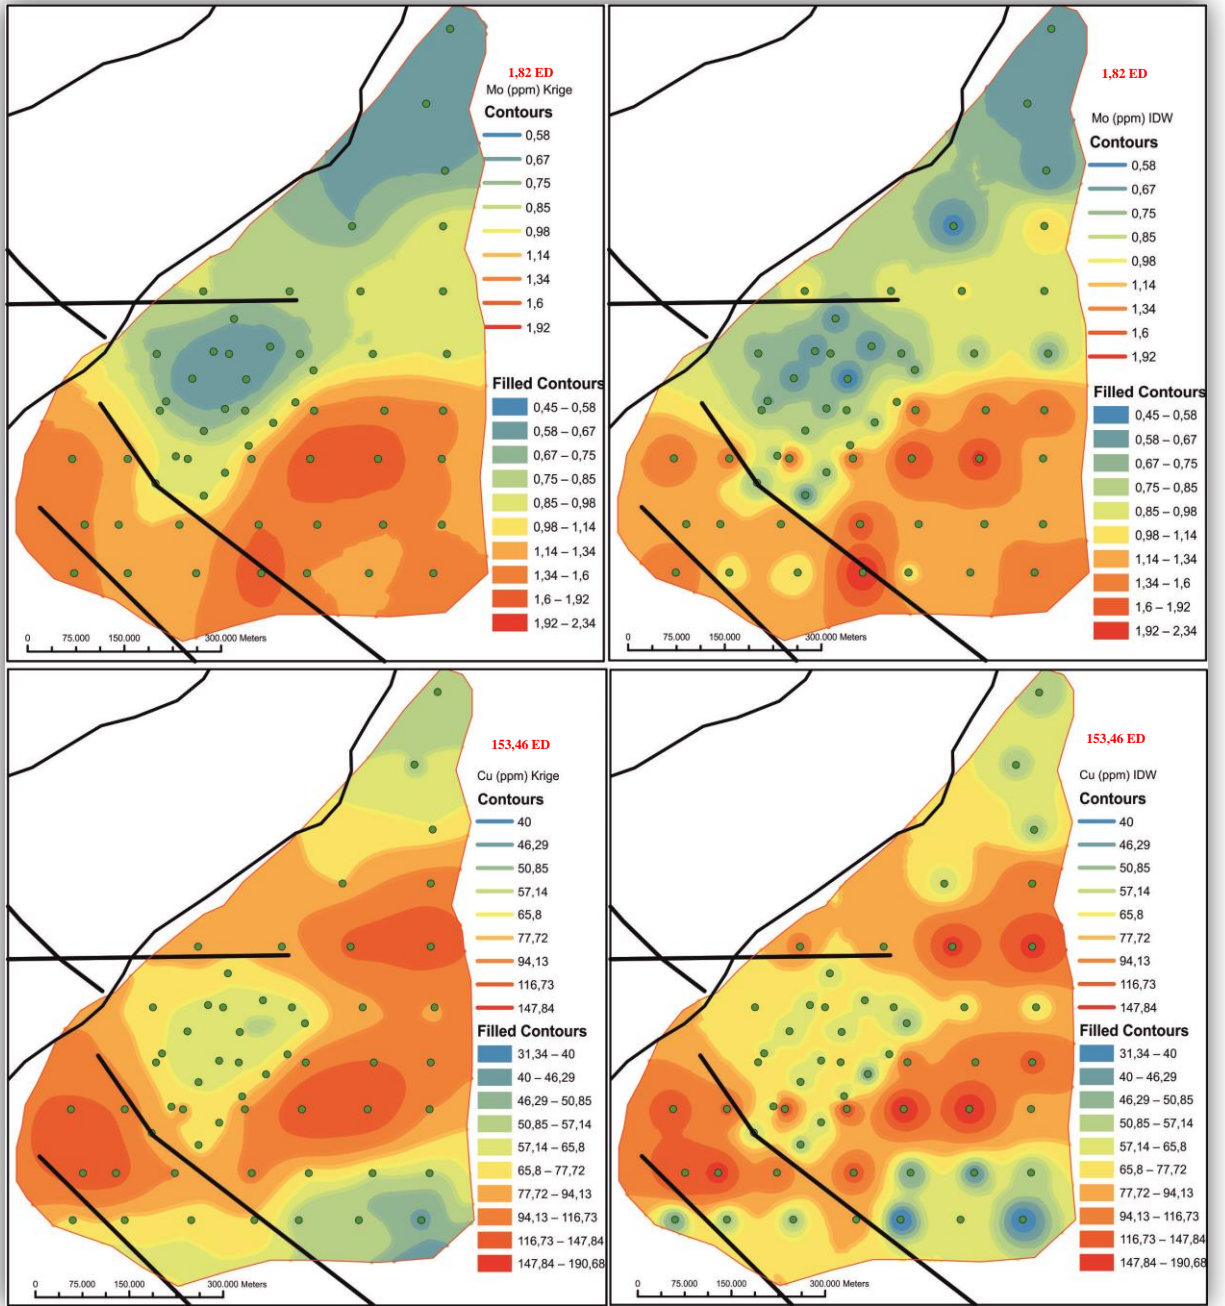 1,82 ED
Mo (ppm) Krige
Contours
0,58
0,67
0,75
0,85
0,98
1,14
1,34
1,6
1,92
Filled Contours
0,45 – 0,58
0,58 – 0,67
0,67 – 0,75
0,75 – 0,85
0,85 – 0,98
0,98 – 1,14
1,14 – 1,34
1,34 – 1,6
1,6 – 1,92
1,92 – 2,34
0 75.000 150.000 300.000 Meters
1,82 ED
Mo (ppm) IDW
Contours
0,58
0,67
0,75
0,85
0,98
1,14
1,34
1,6
1,92
Filled Contours
0,45 – 0,58
0,58 – 0,67
0,67 – 0,75
0,75 – 0,85
0,85 – 0,98
0,98 – 1,14
1,14 – 1,34
1,34 – 1,6
1,6 – 1,92
1,92 – 2,34
0 75.000 150.000 300.000 Meters
153,46 ED
Cu (ppm) Krige
Contours
40
46,29
50,85
57,14
65,8
77,72
94,13
116,73
147,84
Filled Contours
31,34 – 40
40 – 46,29
46,29 – 50,85
50,85 – 57,14
57,14 – 65,8
65,8 – 77,72
77,72 – 94,13
94,13 – 116,73
116,73 – 147,84
147,84 – 190,68
0 75.000 150.000 300.000 Meters
153,46 ED
Cu (ppm) IDW
Contours
40
46,29
50,85
57,14
65,8
77,72
94,13
116,73
147,84
Filled Contours
31,34 – 40
40 – 46,29
46,29 – 50,85
50,85 – 57,14
57,14 – 65,8
65,8 – 77,72
77,72 – 94,13
94,13 – 116,73
116,73 – 147,84
147,84 – 190,68
0 75.000 150.000 300.000 Meters